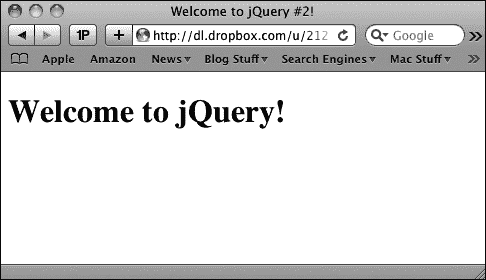 Welcome to jQuery #2!
1P
http://dl.dropbox.com/u/212
Google
Apple Amazon News Blog Stuff Search Engines Mac Stuff
Welcome to jQuery!